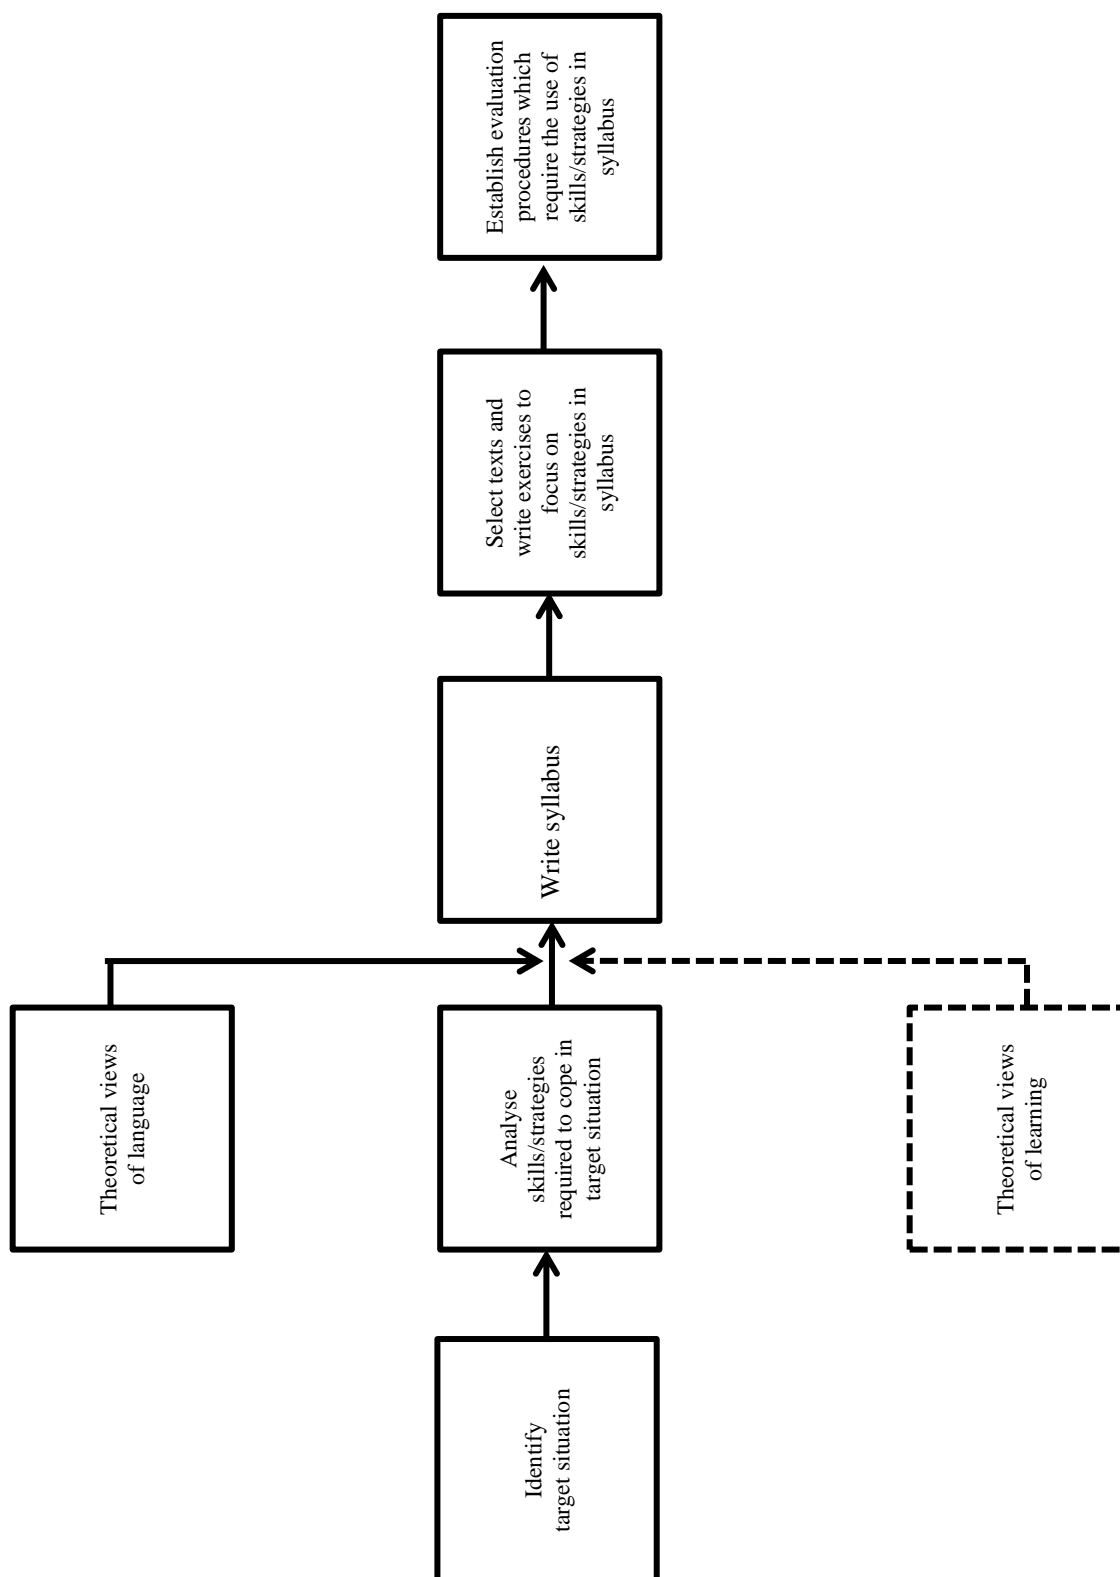 Theoretical views
of language
Identify
target situation
Analyse
skills/strategies
required to cope in
target situation
Write syllabus
Select texts and
write exercises to
focus on
skills/strategies in
syllabus
Establish evaluation
procedures which
require the use of
skills/strategies in
syllabus
Theoretical views
of learning